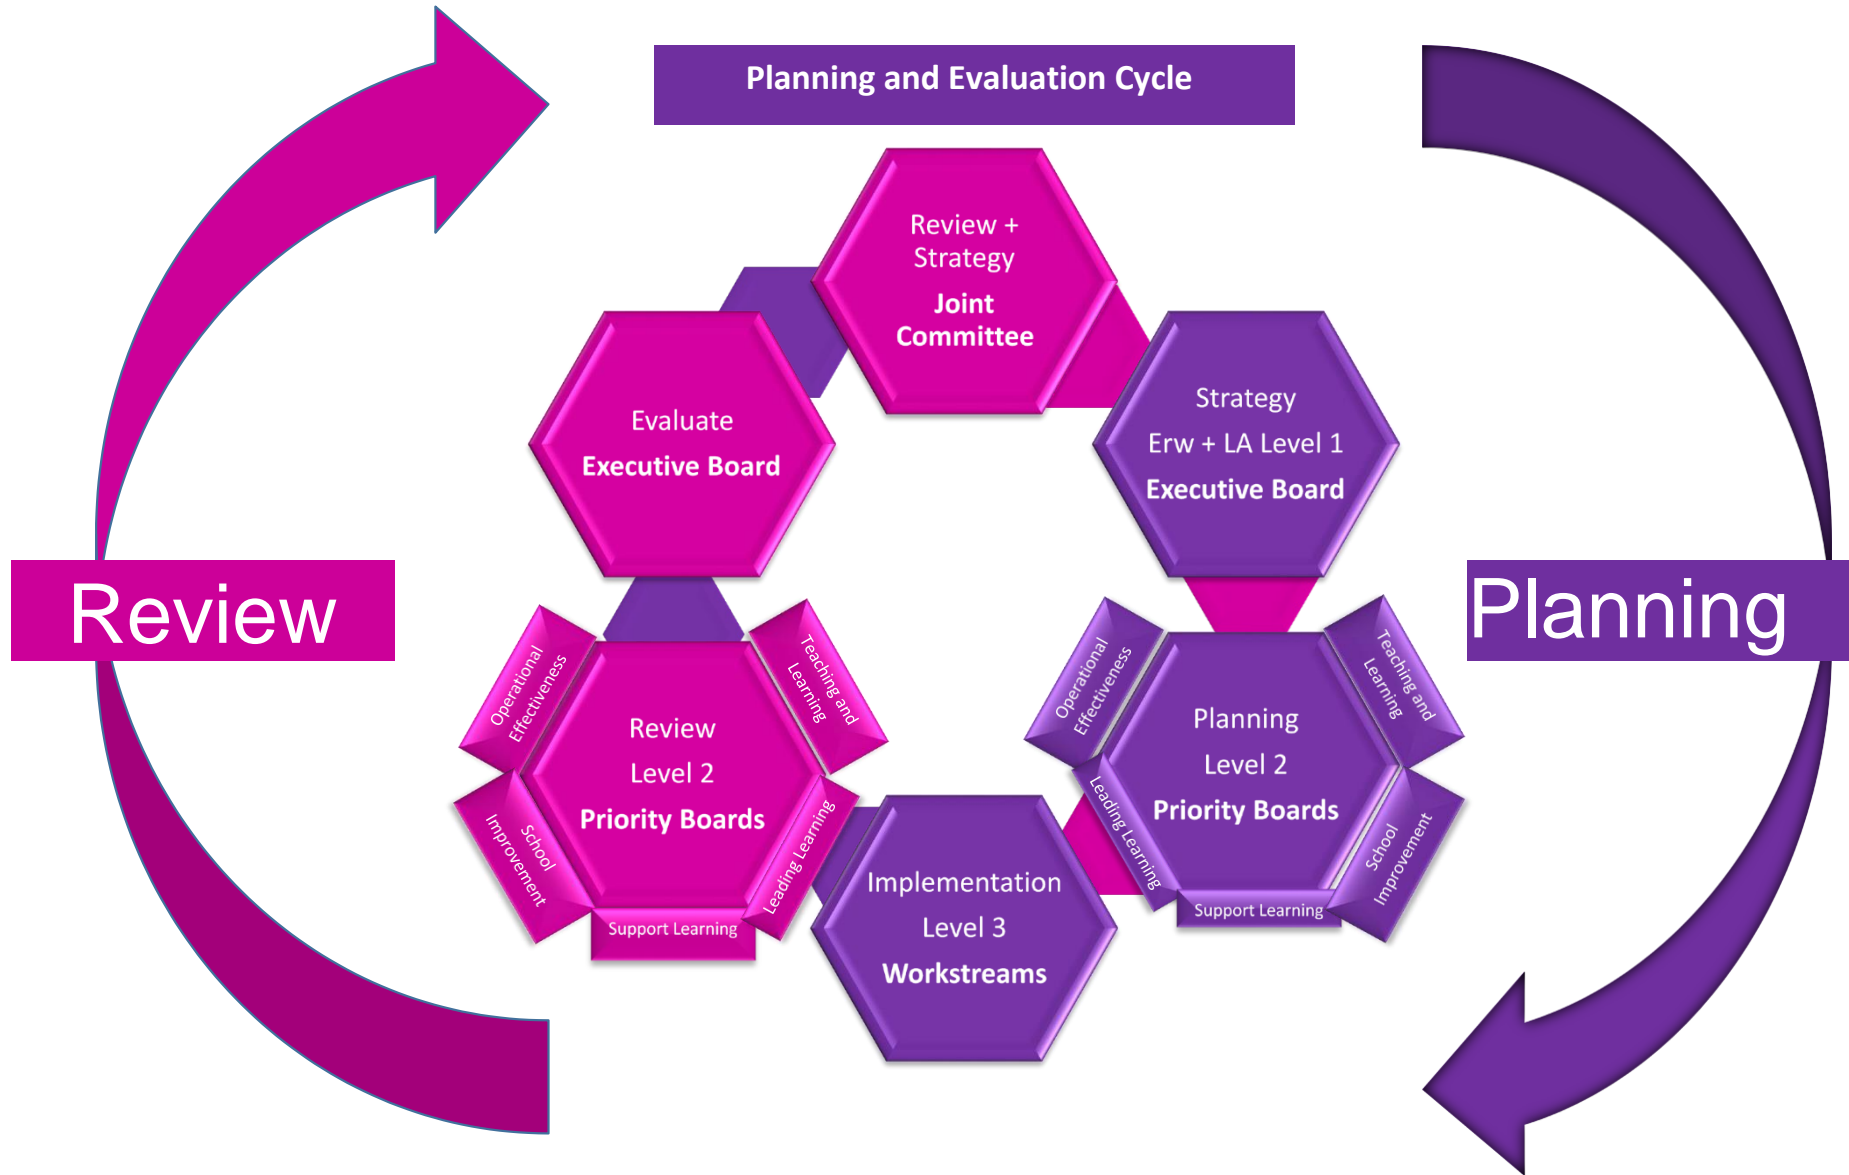 Planning and Evaluation Cycle
Review +
Strategy
Joint
Committee
Strategy
Erw + LA Level 1
Executive Board
Planning
Operational
Effectiveness
Teaching and
Learning
Planning
Level 2
Priority Boards
Leading Learning
Support Learning
School
Improvement
Implementation
Level 3
Workstreams
Operational
Effectiveness
Teaching and
Learning
Review
Level 2
Priority Boards
School
Improvement
Support Learning
Leading Learning
Evaluate
Executive Board
Review